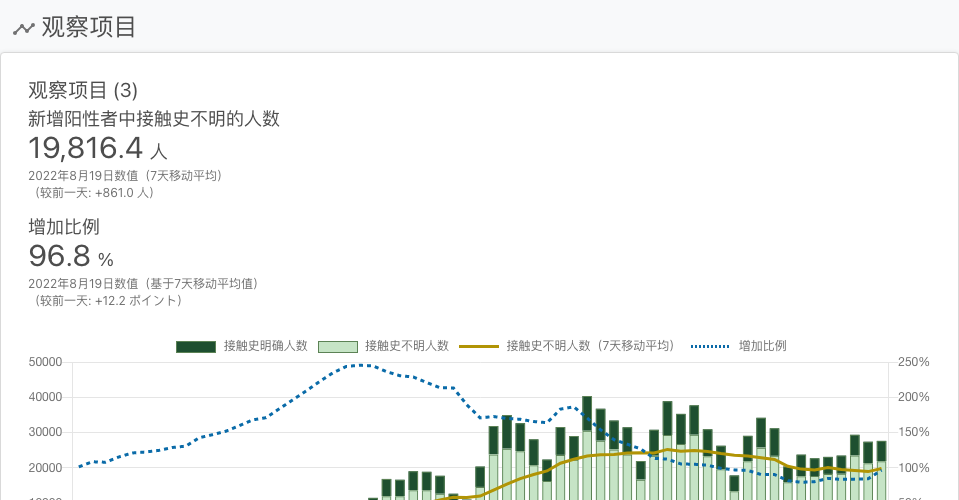 观察项目
观察项目 (3)
新增阳性者中接触史不明的人数
19,816.4 人
2022年8月19日数值（7天移动平均）
（较前一天: +861.0 人）
增加比例
96.8 %
2022年8月19日数值（基于7天移动平均值）
（较前一天: +12.2 ポイント）
接触史明确人数 接触史不明人数 接触史不明人数（7天移动平均） 增加比例
50000 250%
40000 200%
30000 150%
20000 100%